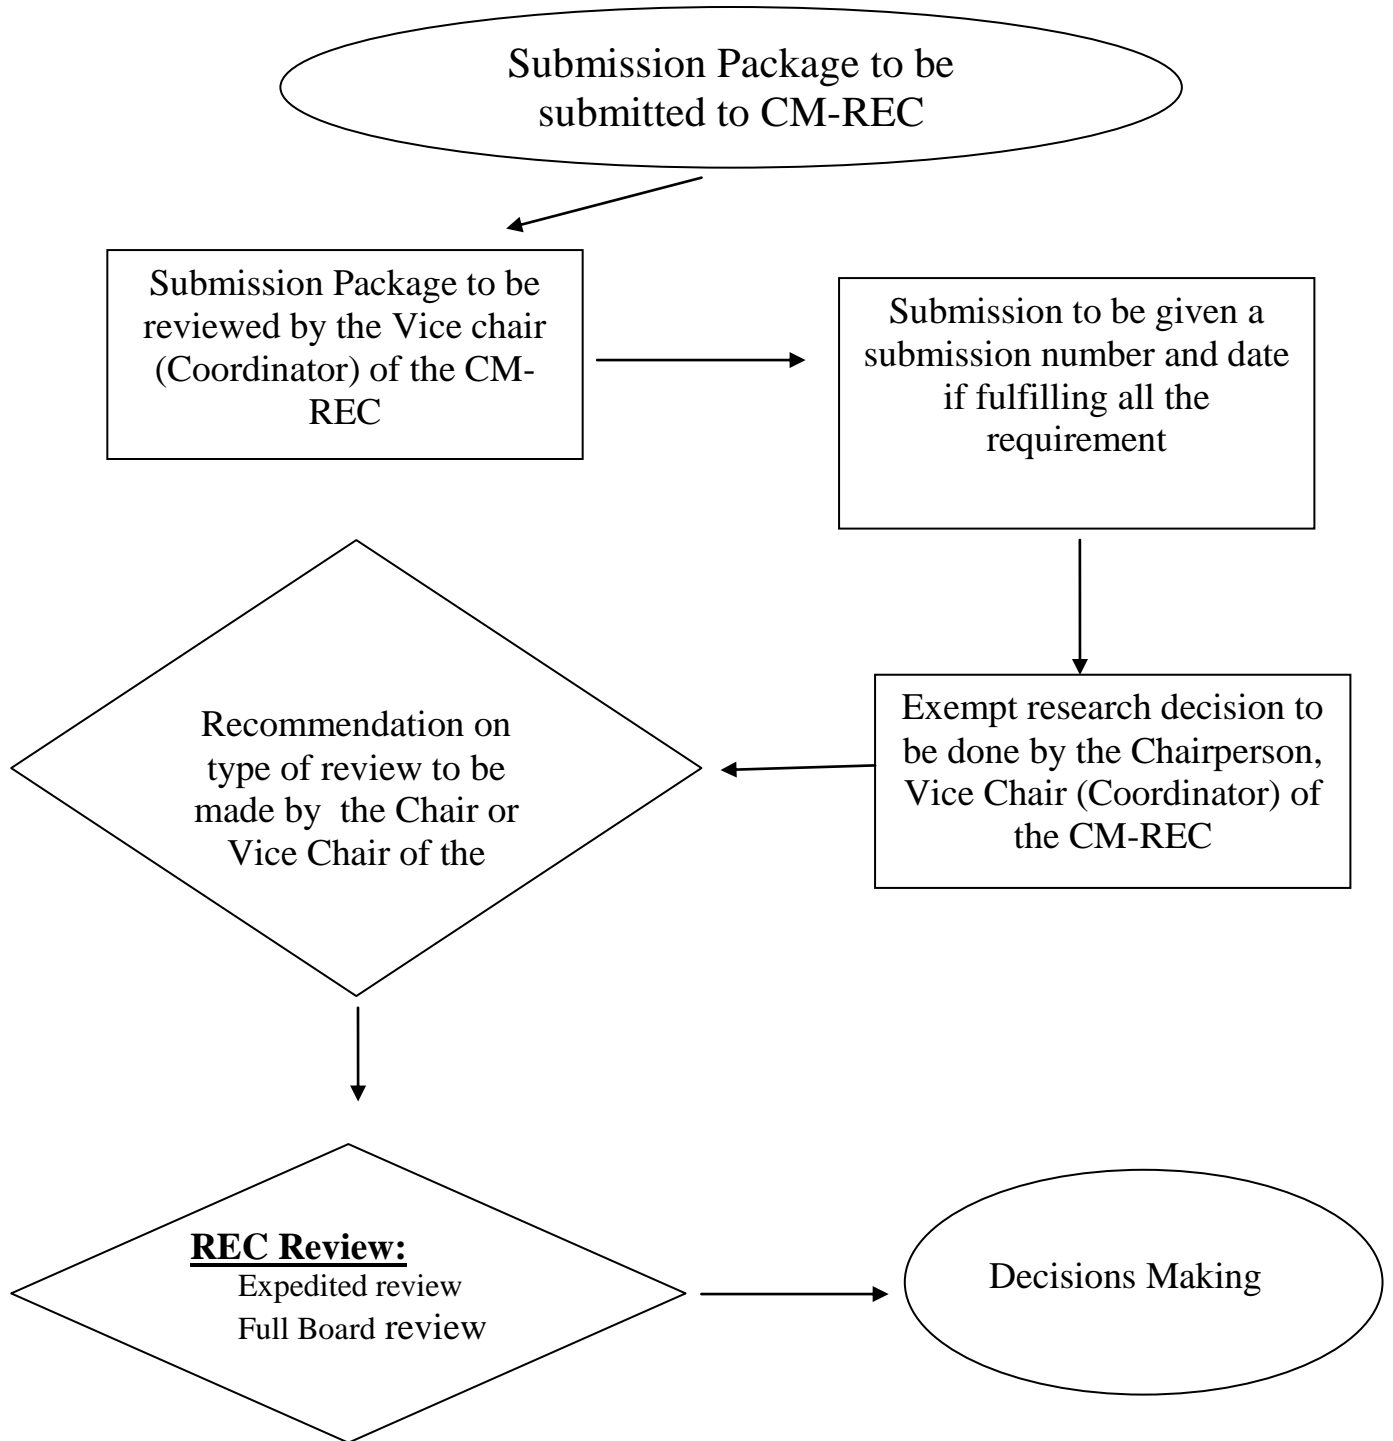 Submission Package to be
submitted to CM-REC
Submission Package to be
reviewed by the Vice chair
(Coordinator) of the CM-
REC
Submission to be given a
submission number and date
if fulfilling all the
requirement
Exempt research decision to
be done by the Chairperson,
Vice Chair (Coordinator) of
the CM-REC
Recommendation on
type of review to be
made by  the Chair or
Vice Chair of the
REC Review:
Expedited review
Full Board review
Decisions Making